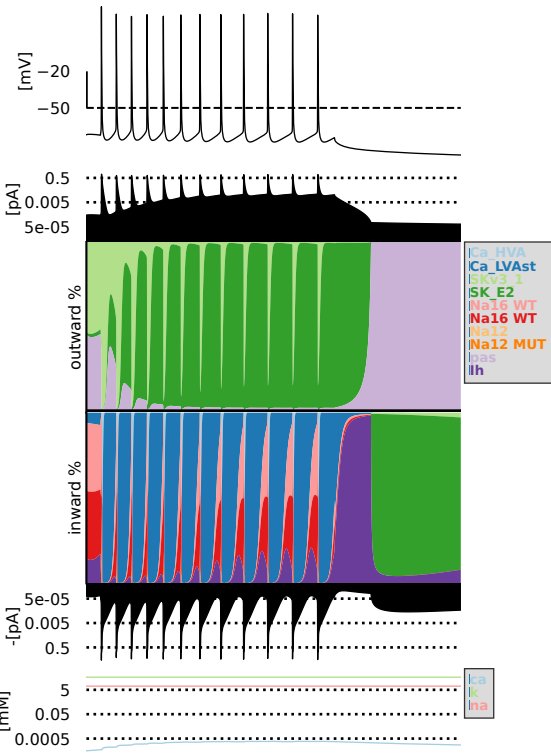 [mV]
−20
−50
[pA]
0.5
0.005
5e-05
outward %
Ca_HVA
Ca_LVAst
SKv3_1
SK_E2
Na16 WT
Na16 WT
Na12
Na12 MUT
pas
Ih
inward %
-[pA]
5e-05
0.005
0.5
[mM]
5
0.05
0.0005
ca
k
na